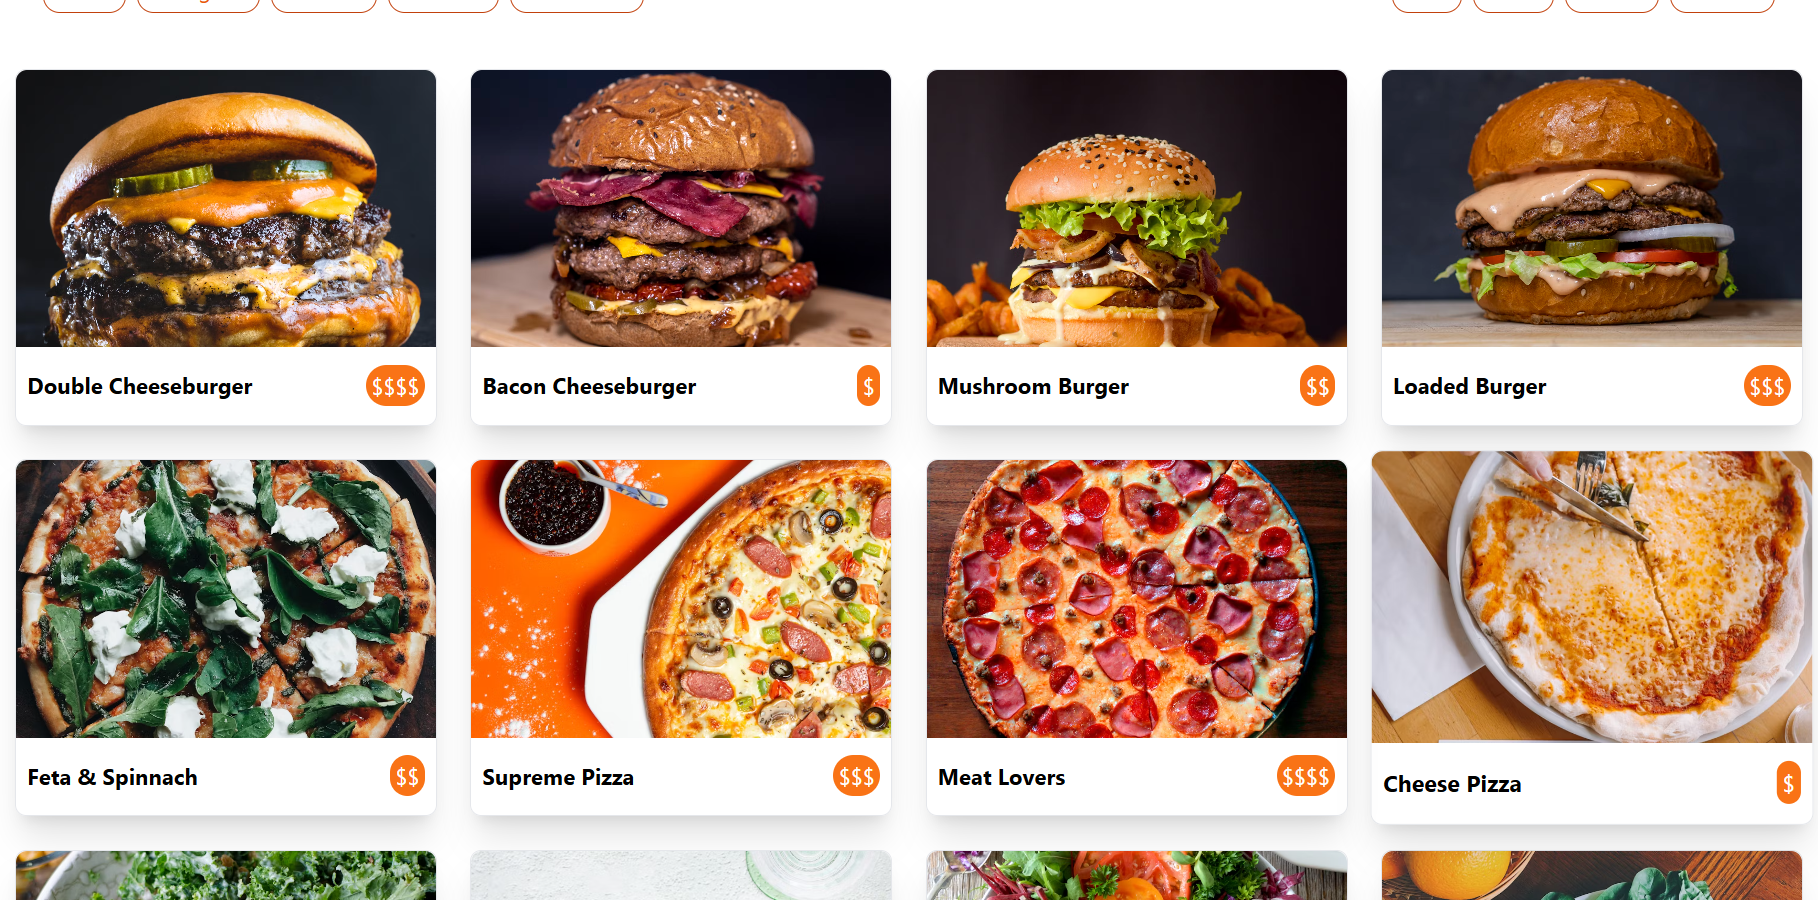 Double Cheeseburger $$$$
Bacon Cheeseburger $
Mushroom Burger $$
Loaded Burger $$$
Feta & Spinnach $$
Supreme Pizza $$$
Meat Lovers $$$$
Cheese Pizza $